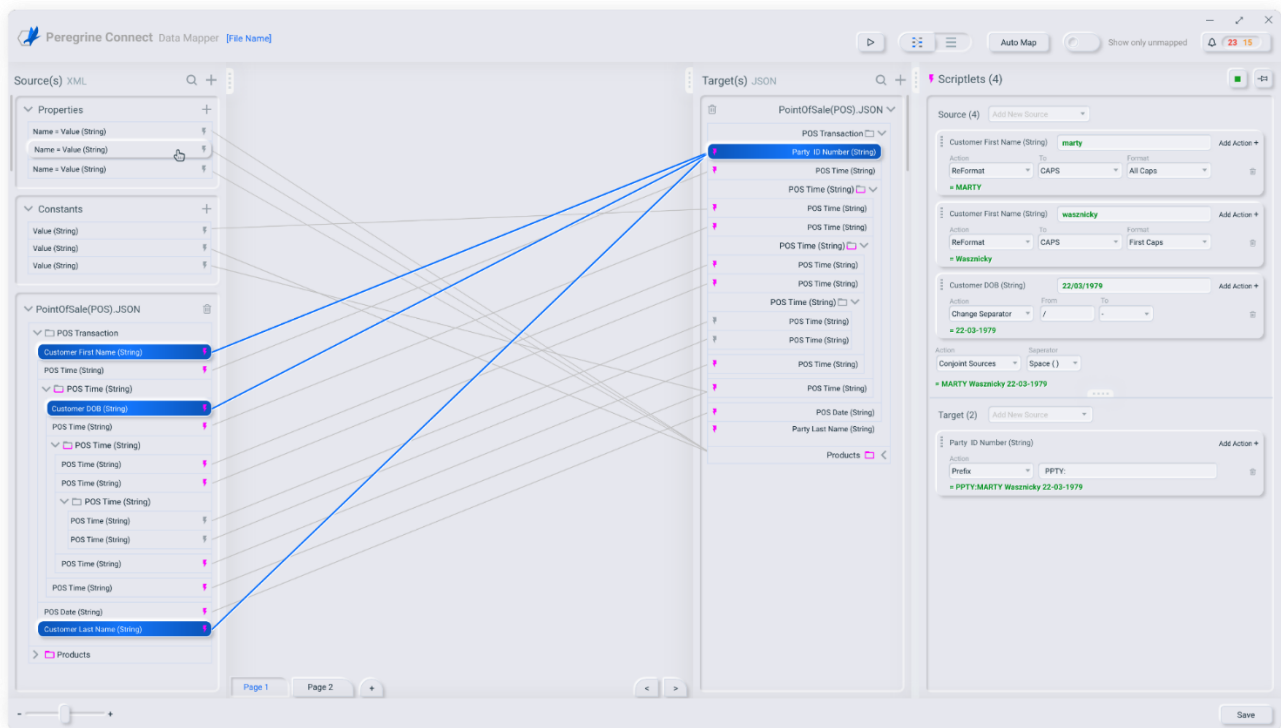 Peregrine Connect Data Mapper [File Name]
Auto Map
Show only unmapped
23 15
Source(s) XML
Properties
Name = Value (String)
Name = Value (String)
Name = Value (String)
Constants
Value (String)
Value (String)
Value (String)
PointOfSale(POS).JSON
POS Transaction
Customer First Name (String)
POS Time (String)
POS Time (String)
Customer DOB (String)
POS Time (String)
POS Time (String)
POS Time (String)
POS Time (String)
POS Time (String)
POS Time (String)
POS Time (String)
POS Time (String)
POS Time (String)
POS Date (String)
Customer Last Name (String)
Products
Page 1
Page 2
+
<
>
Target(s) JSON
PointOfSale(POS).JSON
POS Transaction
Party ID Number (String)
POS Time (String)
POS Time (String)
POS Time (String)
POS Time (String)
POS Time (String)
POS Time (String)
POS Time (String)
POS Time (String)
POS Time (String)
POS Time (String)
POS Time (String)
POS Time (String)
POS Date (String)
Party Last Name (String)
Products
Scriptlets (4)
Source (4) Add New Source
Customer First Name (String) marty Add Action +
Action To Format
ReFormat CAPS All Caps
= MARTY
Customer First Name (String) wasznicky Add Action +
Action To Format
ReFormat CAPS First Caps
= Wasznicky
Customer DOB (String) 22/03/1979 Add Action +
Action From To
Change Separator / -
= 22-03-1979
Action Seperator
Conjoint Sources Space ( )
= MARTY Wasznicky 22-03-1979
Target (2) Add New Source
Party ID Number (String) Add Action +
Action
Prefix PPTY:
= PPTY:MARTY Wasznicky 22-03-1979
- +
Save